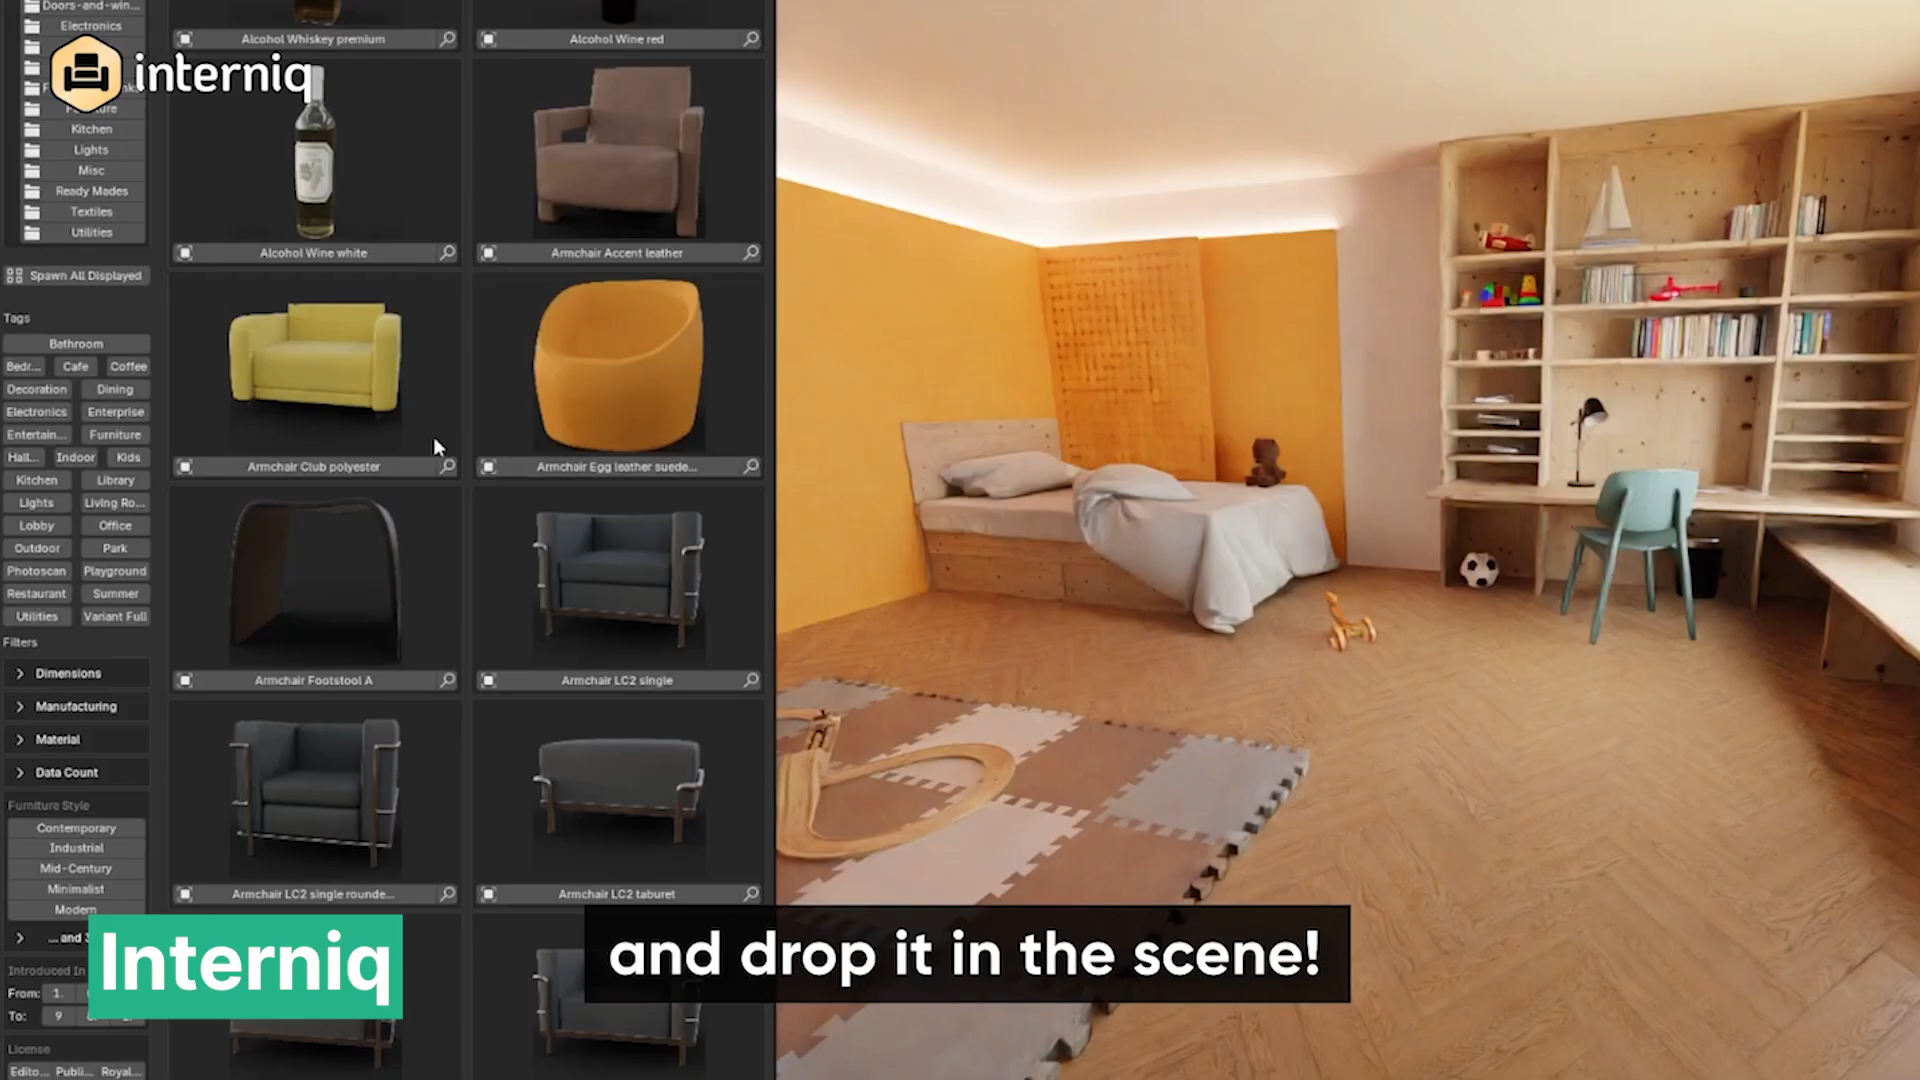 Doors-and-win...
Electronics
interniq
Kitchen
Lights
Misc
Ready Mades
Textiles
Utilities
Spawn All Displayed
Tags
Bathroom
Bedr... Cafe Coffee
Decoration Dining
Electronics Enterprise
Entertain... Furniture
Hall... Indoor Kids
Kitchen Library
Lights Living Ro...
Lobby Office
Outdoor Park
Photoscan Playground
Restaurant Summer
Utilities Variant Full
Filters
Dimensions
Manufacturing
Material
Data Count
Furniture Style
Contemporary
Industrial
Mid-Century
Minimalist
Modern
... and 3
Introduced In
From: 1.
To: 9
License
Edito... Publi... Royal...
Alcohol Whiskey premium
Alcohol Wine red
Alcohol Wine white
Armchair Accent leather
Armchair Club polyester
Armchair Egg leather suede...
Armchair Footstool A
Armchair LC2 single
Armchair LC2 single rounde...
Armchair LC2 taburet
Interniq
and drop it in the scene!